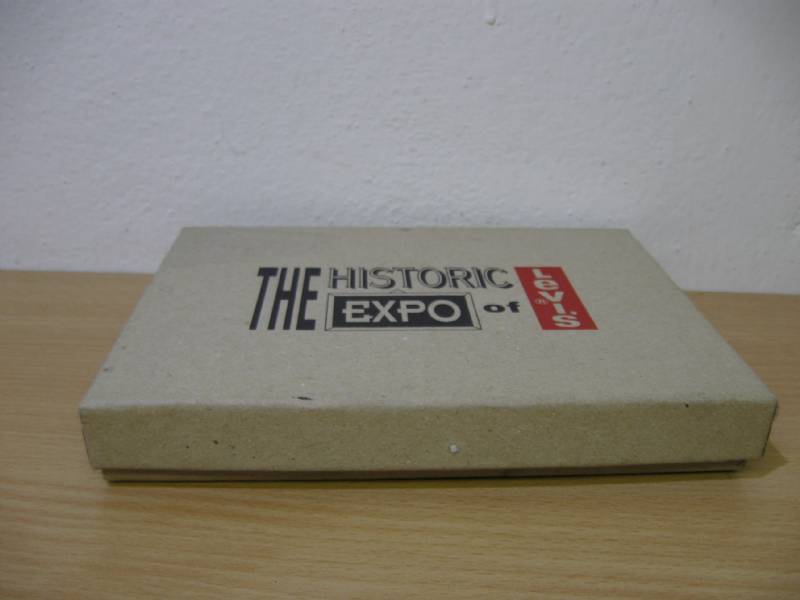 THE HISTORIC
EXPO of
LEVI'S®